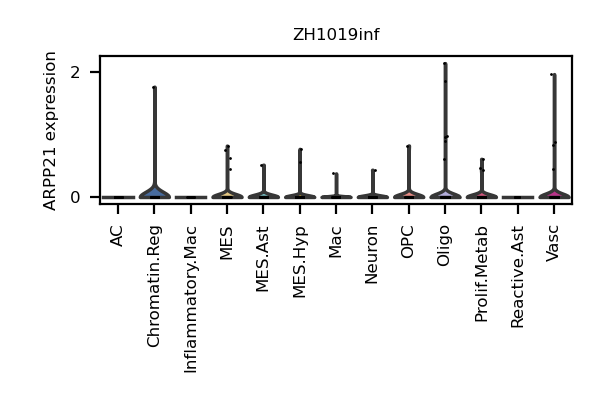 ZH1019inf
ARPP21 expression
2
0
AC
Chromatin.Reg
Inflammatory.Mac
MES
MES.Ast
MES.Hyp
Mac
Neuron
OPC
Oligo
Prolif.Metab
Reactive.Ast
Vasc